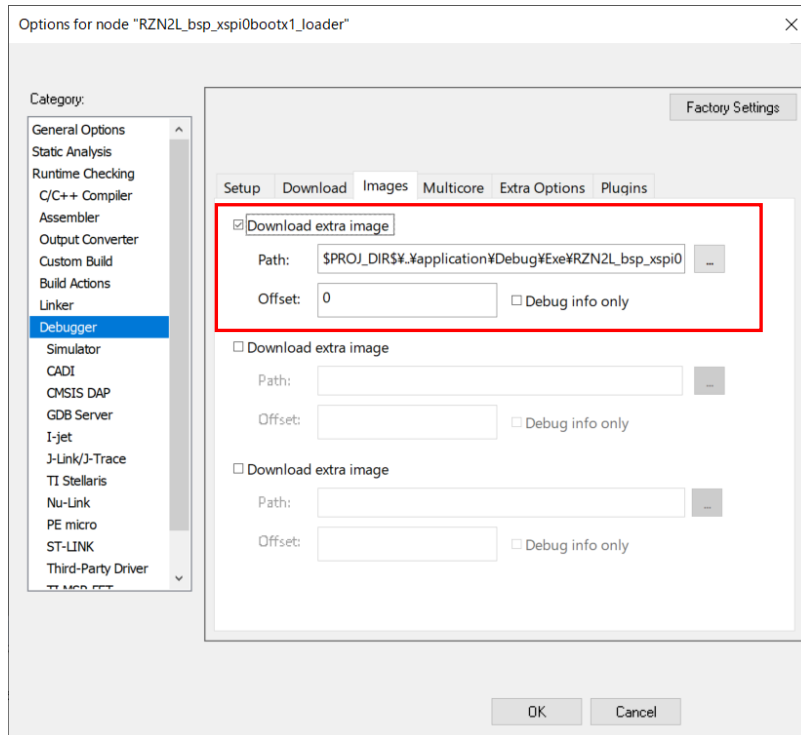 Options for node "RZN2L_bsp_xspi0bootx1_loader"
Category:
Factory Settings
General Options
Static Analysis
Runtime Checking
C/C++ Compiler
Assembler
Output Converter
Custom Build
Build Actions
Linker
Debugger
Simulator
CADI
CMSIS DAP
GDB Server
I-jet
J-Link/J-Trace
TI Stellaris
Nu-Link
PE micro
ST-LINK
Third-Party Driver
TI MSP-FET
Setup Download Images Multicore Extra Options Plugins
Download extra image
Path: $PROJ_DIR$¥..¥application¥Debug¥Exe¥RZN2L_bsp_xspi0 ...
Offset: 0 Debug info only
Download extra image
Path: ...
Offset: Debug info only
Download extra image
Path: ...
Offset: Debug info only
OK Cancel